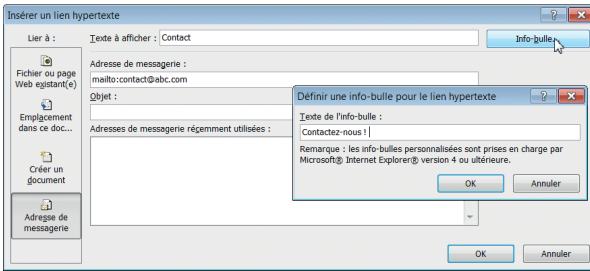 Insérer un lien hypertexte
Lier à :
Texte à afficher : Contact
Info-bulle...
Fichier ou page
Web existant(e)
Emplacement
dans ce doc...
Créer un
document
Adresse de
messagerie
Adresse de messagerie :
mailto:contact@abc.com
Objet :
Adresses de messagerie récemment utilisées :
Définir une info-bulle pour le lien hypertexte
Texte de l'info-bulle :
Contactez-nous !
Remarque : les info-bulles personnalisées sont prises en charge par
Microsoft® Internet Explorer® version 4 ou ultérieure.
OK Annuler
OK Annuler